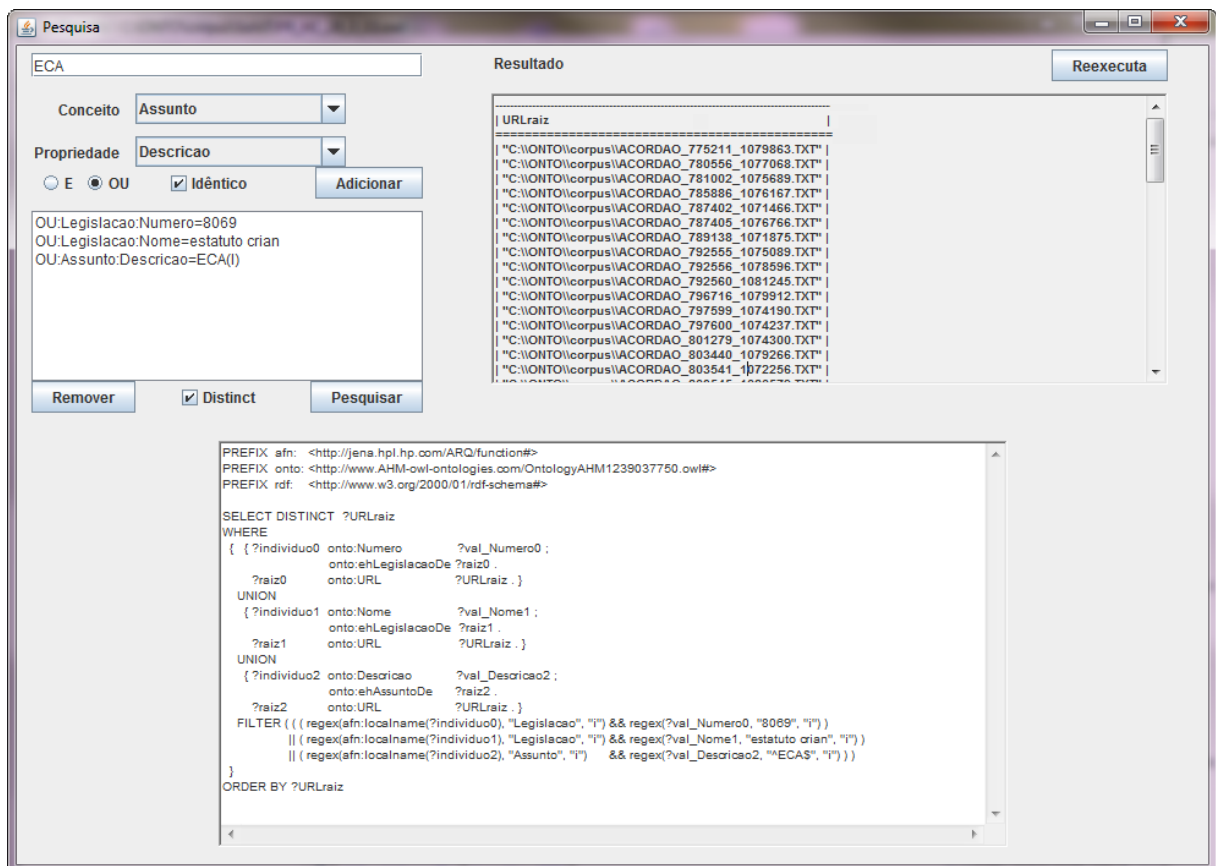 Pesquisa
ECA
Conceito Assunto
Propriedade Descricao
E OU Idêntico Adicionar
OU:Legislacao:Numero=8069
OU:Legislacao:Nome=estatuto crian
OU:Assunto:Descricao=ECA(I)
Remover Distinct Pesquisar
Resultado Reexecuta
| URLraiz |
| "C:\\ONTO\\corpus\\ACORDAO_775211_1079863.TXT" |
| "C:\\ONTO\\corpus\\ACORDAO_780556_1077068.TXT" |
| "C:\\ONTO\\corpus\\ACORDAO_781002_1075689.TXT" |
| "C:\\ONTO\\corpus\\ACORDAO_785886_1076167.TXT" |
| "C:\\ONTO\\corpus\\ACORDAO_787402_1071466.TXT" |
| "C:\\ONTO\\corpus\\ACORDAO_787405_1076766.TXT" |
| "C:\\ONTO\\corpus\\ACORDAO_789138_1071875.TXT" |
| "C:\\ONTO\\corpus\\ACORDAO_792555_1075089.TXT" |
| "C:\\ONTO\\corpus\\ACORDAO_792556_1078596.TXT" |
| "C:\\ONTO\\corpus\\ACORDAO_792560_1081245.TXT" |
| "C:\\ONTO\\corpus\\ACORDAO_796716_1079912.TXT" |
| "C:\\ONTO\\corpus\\ACORDAO_797599_1074190.TXT" |
| "C:\\ONTO\\corpus\\ACORDAO_797600_1074237.TXT" |
| "C:\\ONTO\\corpus\\ACORDAO_801279_1074300.TXT" |
| "C:\\ONTO\\corpus\\ACORDAO_803440_1079266.TXT" |
| "C:\\ONTO\\corpus\\ACORDAO_803541_1072256.TXT" |
PREFIX afn: <http://jena.hpl.hp.com/ARQ/function#>
PREFIX onto: <http://www.AHM-owl-ontologies.com/OntologyAHM1239037750.owl#>
PREFIX rdf: <http://www.w3.org/2000/01/rdf-schema#>
SELECT DISTINCT ?URLraiz
WHERE
{ { ?individuo0 onto:Numero ?val_Numero0 ;
onto:ehLegislacaoDe ?raiz0 .
?raiz0 onto:URL ?URLraiz . }
UNION
{ ?individuo1 onto:Nome ?val_Nome1 ;
onto:ehLegislacaoDe ?raiz1 .
?raiz1 onto:URL ?URLraiz . }
UNION
{ ?individuo2 onto:Descricao ?val_Descricao2 ;
onto:ehAssuntoDe ?raiz2 .
?raiz2 onto:URL ?URLraiz . }
FILTER ( ( ( regex(afn:localname(?individuo0), "Legislacao", "i") && regex(?val_Numero0, "8069", "i") )
|| ( regex(afn:localname(?individuo1), "Legislacao", "i") && regex(?val_Nome1, "estatuto crian", "i") )
|| ( regex(afn:localname(?individuo2), "Assunto", "i") && regex(?val_Descricao2, "^ECA$", "i") ) )
}
ORDER BY ?URLraiz